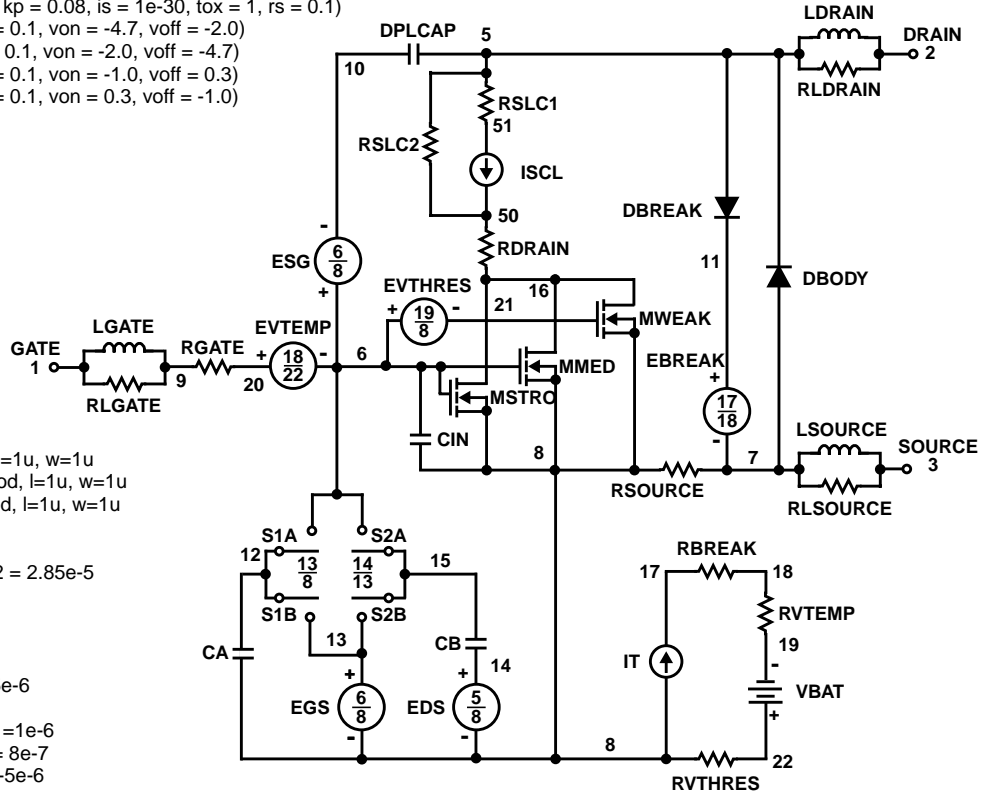 kp = 0.08, is = 1e-30, tox = 1, rs = 0.1)
= 0.1, von = -4.7, voff = -2.0)
0.1, von = -2.0, voff = -4.7)
= 0.1, von = -1.0, voff = 0.3)
= 0.1, von = 0.3, voff = -1.0)
LDRAIN
DPLCAP
5
DRAIN
2
10
RLDRAIN
RSLC1
51
RSLC2
ISCL
DBREAK
50
RDRAIN
ESG
6
8
-
+
11
DBODY
EVTHRES
16
21
+
19
8
-
MWEAK
LGATE
EVTEMP
GATE
1
RGATE
+
18
22
-
6
EBREAK
MMED
9
20
+
RLGATE
MSTRO
17
18
-
CIN
LSOURCE
8
7
SOURCE
3
=1u, w=1u
od, l=1u, w=1u
d, l=1u, w=1u
RSOURCE
RLSOURCE
S1A
S2A
12
13
8
14
13
15
RBREAK
2 = 2.85e-5
17
18
S1B
S2B
RVTEMP
13
CB
19
CA
IT
-
VBAT
+
+
14
e-6
EGS
6
8
-
EDS
5
8
-
+
=1e-6
= 8e-7
-5e-6
8
22
RVTHRES